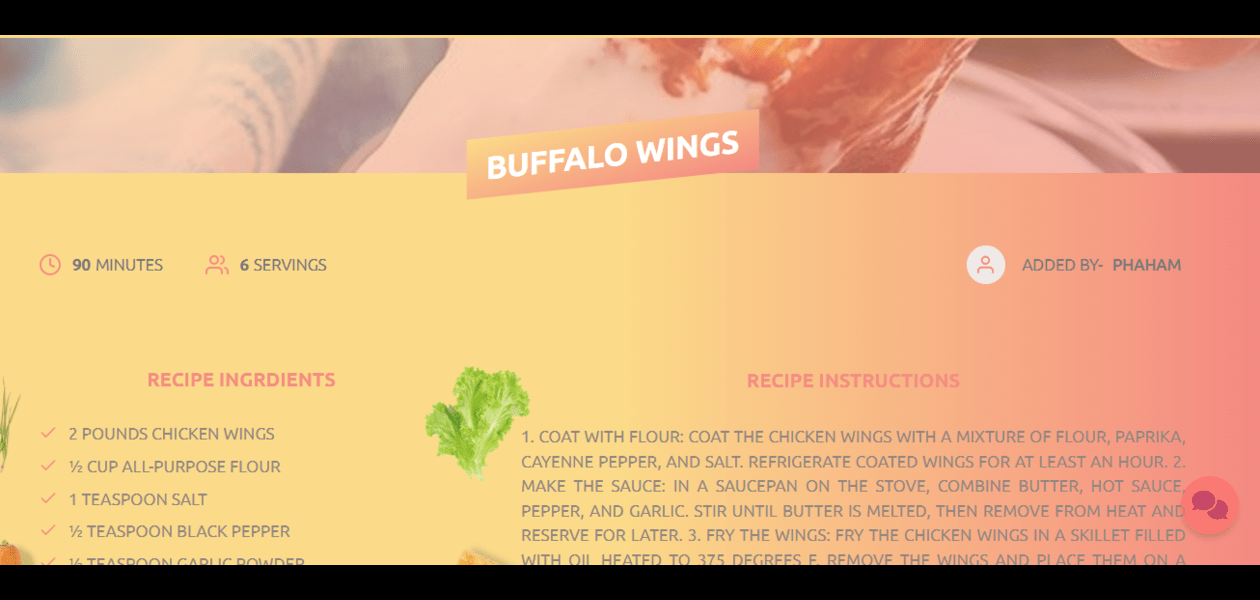 BUFFALO WINGS
90 MINUTES
6 SERVINGS
ADDED BY- PHAHAM
RECIPE INGRDIENTS
2 POUNDS CHICKEN WINGS
½ CUP ALL-PURPOSE FLOUR
1 TEASPOON SALT
½ TEASPOON BLACK PEPPER
½ TEASPOON GARLIC POWDER
RECIPE INSTRUCTIONS
1. COAT WITH FLOUR: COAT THE CHICKEN WINGS WITH A MIXTURE OF FLOUR, PAPRIKA,
CAYENNE PEPPER, AND SALT. REFRIGERATE COATED WINGS FOR AT LEAST AN HOUR. 2.
MAKE THE SAUCE: IN A SAUCEPAN ON THE STOVE, COMBINE BUTTER, HOT SAUCE,
PEPPER, AND GARLIC. STIR UNTIL BUTTER IS MELTED, THEN REMOVE FROM HEAT AND
RESERVE FOR LATER. 3. FRY THE WINGS: FRY THE CHICKEN WINGS IN A SKILLET FILLED
WITH OIL HEATED TO 375 DEGREES F. REMOVE THE WINGS AND PLACE THEM ON A